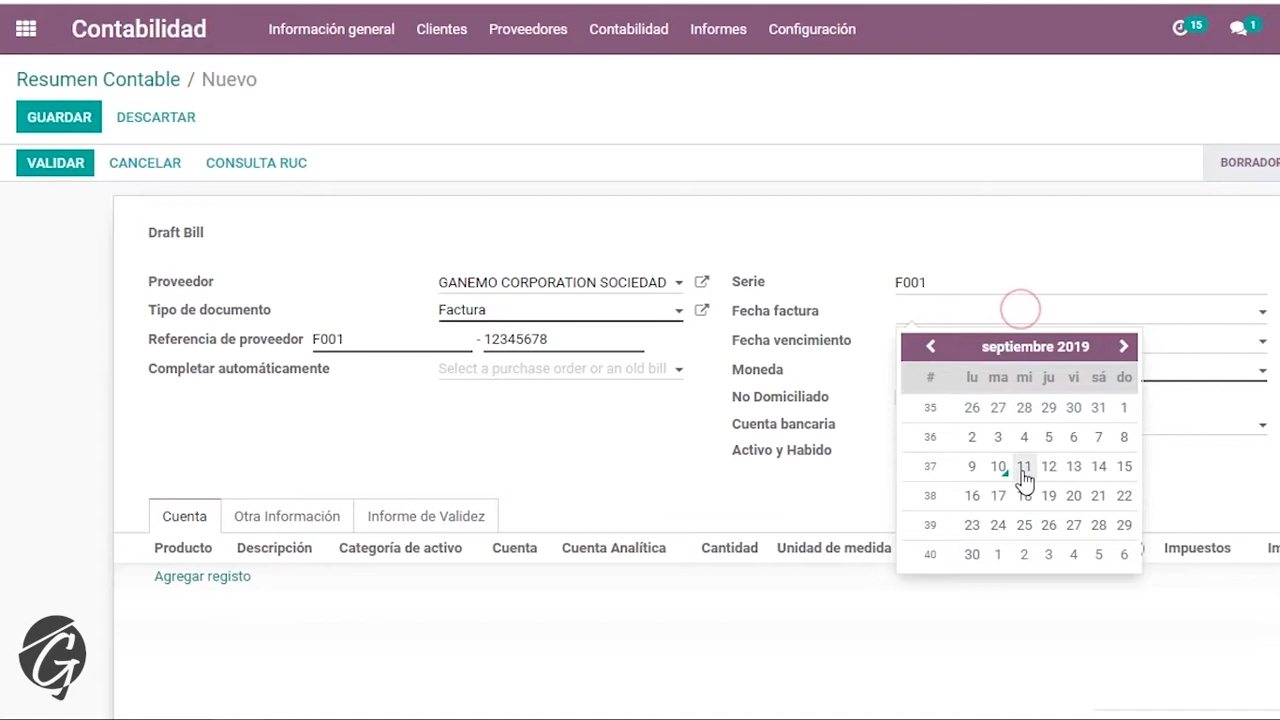 Contabilidad Información general Clientes Proveedores Contabilidad Informes Configuración 15 1
Resumen Contable / Nuevo
GUARDAR DESCARTAR
VALIDAR CANCELAR CONSULTA RUC BORRADOR
Draft Bill
Proveedor GANEMO CORPORATION SOCIEDAD Serie F001
Tipo de documento Factura Fecha factura
Referencia de proveedor F001 - 12345678 Fecha vencimiento
Completar automáticamente Select a purchase order or an old bill Moneda
No Domiciliado
Cuenta bancaria
Activo y Habido
septiembre 2019
# lu ma mi ju vi sá do
35 26 27 28 29 30 31 1
36 2 3 4 5 6 7 8
37 9 10 11 12 13 14 15
38 16 17 18 19 20 21 22
39 23 24 25 26 27 28 29
40 30 1 2 3 4 5 6
Cuenta Otra Información Informe de Validez
Producto Descripción Categoría de activo Cuenta Cuenta Analítica Cantidad Unidad de medida Impuestos
Agregar registo
G